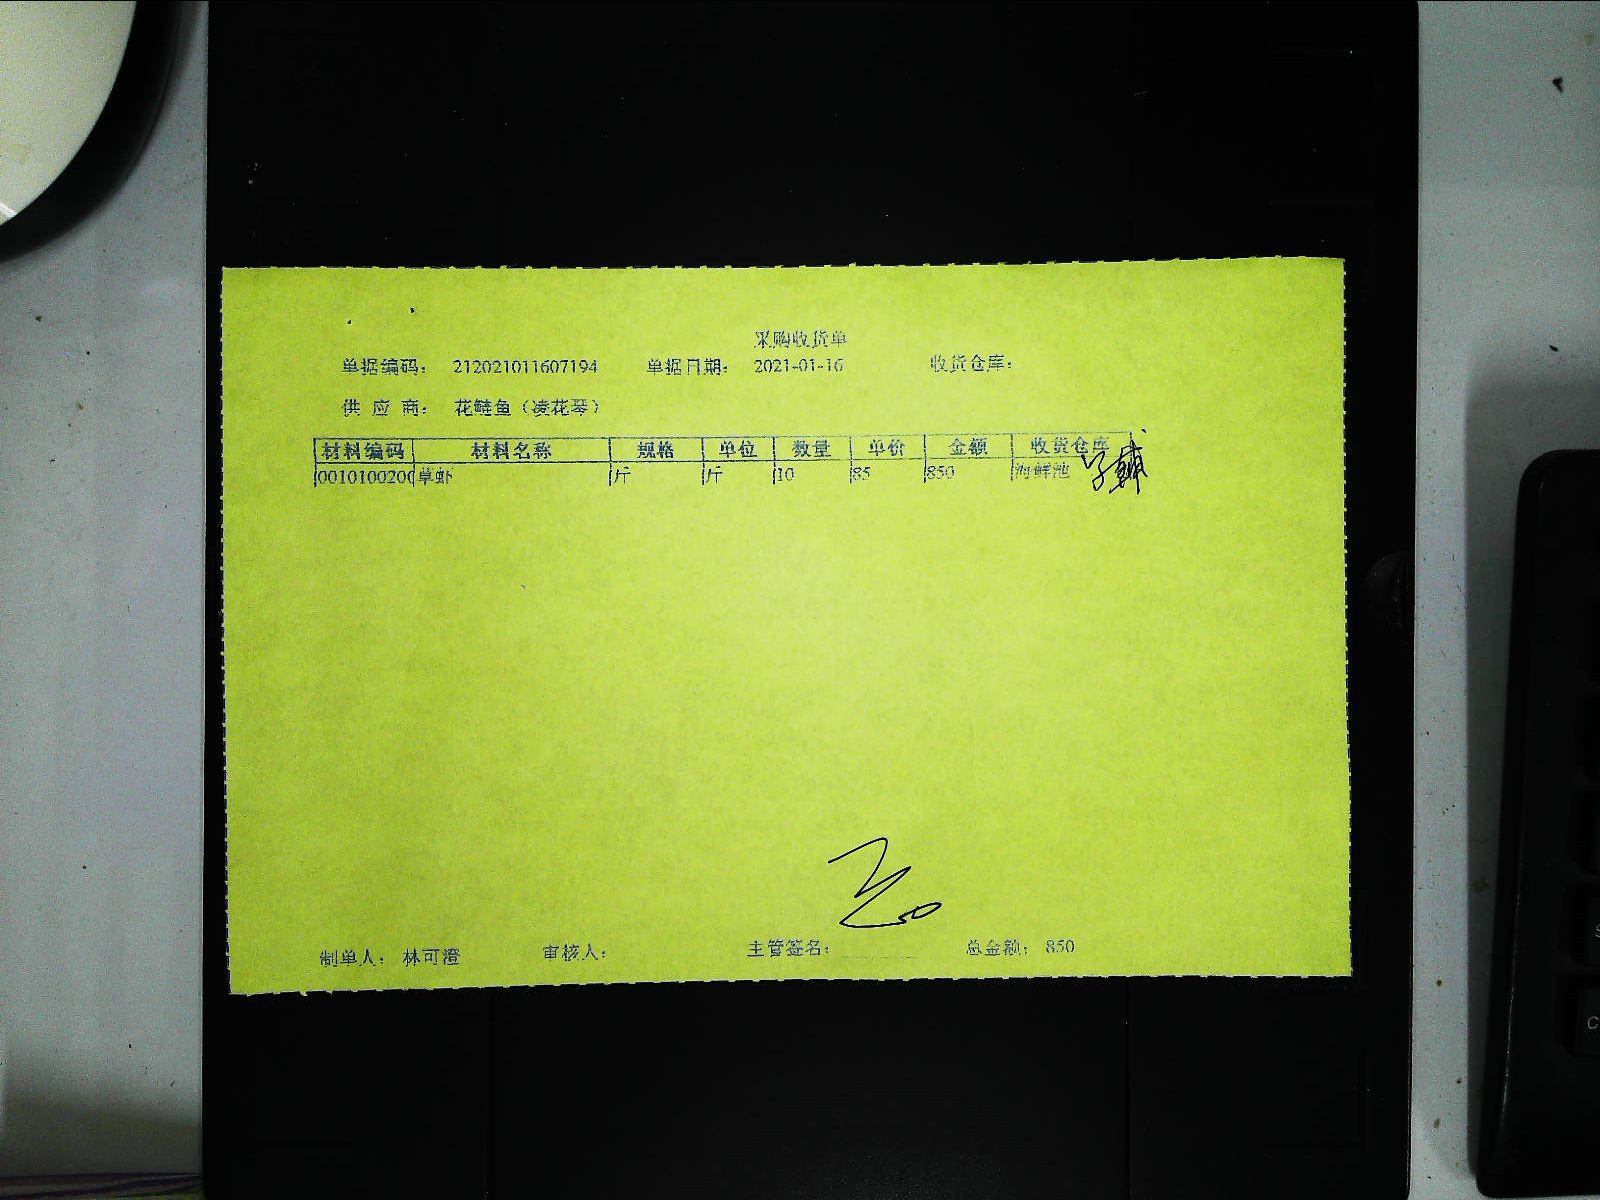 采购收货单
单据编码： 212021011607194 单据日期： 2021-01-16 收货仓库：
供 应 商： 花鲢鱼（凌花琴）
材料编码 材料名称 规格 单位 数量 单价 金额 收货仓库
0010100200 草虾 斤 斤 10 85 850 海鲜池
制单人： 林可澄 审核人： 主管签名： 总金额： 850